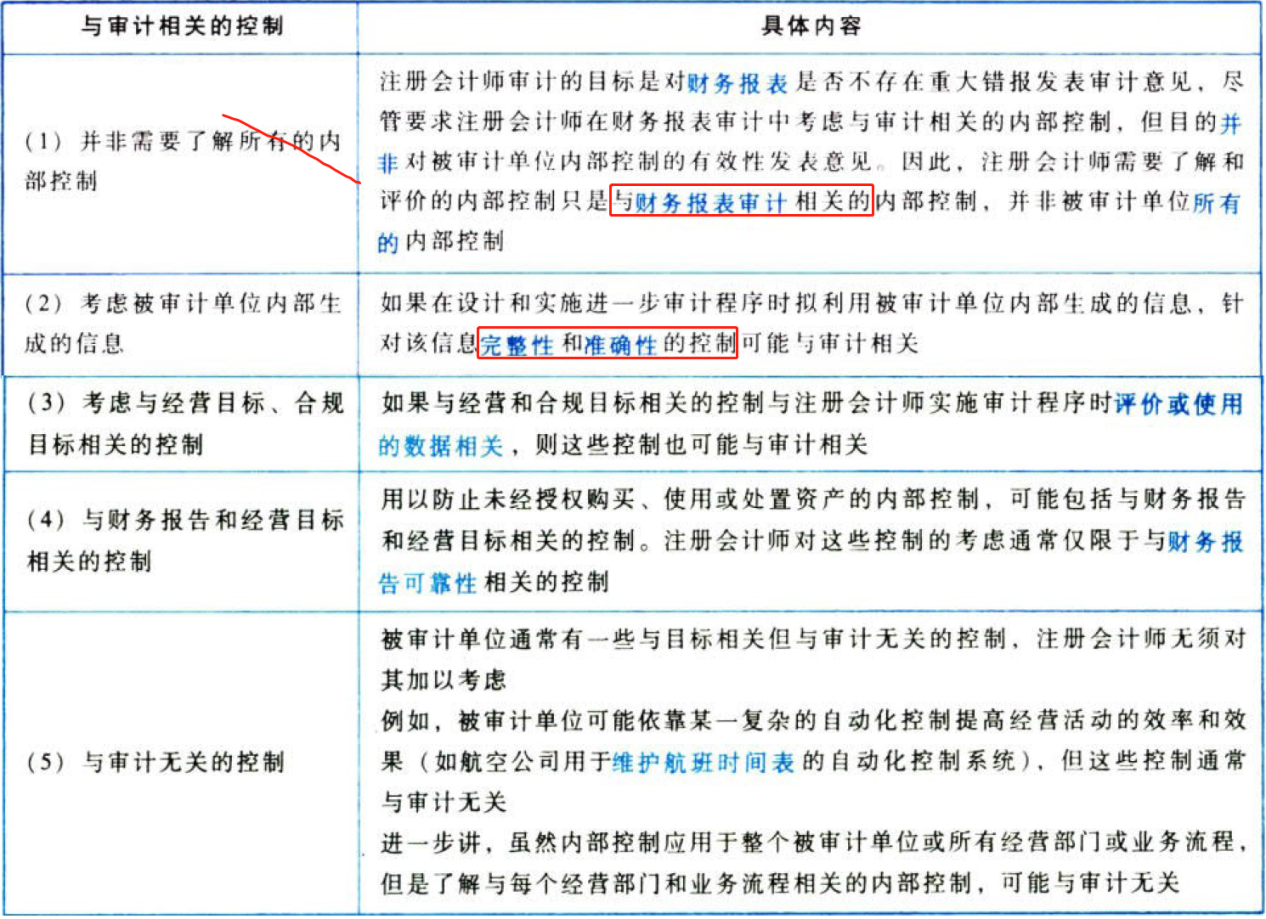 与审计相关的控制
具体内容
(1) 并非需要了解所有的内
部控制
注册会计师审计的目标是对财务报表是否不存在重大错报发表审计意见，尽
管要求注册会计师在财务报表审计中考虑与审计相关的内部控制，但目的并
非对被审计单位内部控制的有效性发表意见。因此，注册会计师需要了解和
评价的内部控制只是与财务报表审计相关的内部控制，并非被审计单位所有
的内部控制
(2) 考虑被审计单位内部生
成的信息
如果在设计和实施进一步审计程序时拟利用被审计单位内部生成的信息，针
对该信息完整性和准确性的控制可能与审计相关
(3) 考虑与经营目标、合规
目标相关的控制
如果与经营和合规目标相关的控制与注册会计师实施审计程序时评价或使用
的数据相关，则这些控制也可能与审计相关
(4) 与财务报告和经营目标
相关的控制
用以防止未经授权购买、使用或处置资产的内部控制，可能包括与财务报告
和经营目标相关的控制。注册会计师对这些控制的考虑通常仅限于与财务报
告可靠性相关的控制
(5) 与审计无关的控制
被审计单位通常有一些与目标相关但与审计无关的控制，注册会计师无须对
其加以考虑
例如，被审计单位可能依靠某一复杂的自动化控制提高经营活动的效率和效
果（如航空公司用于维护航班时间表的自动化控制系统），但这些控制通常
与审计无关
进一步讲，虽然内部控制应用于整个被审计单位或所有经营部门或业务流程，
但是了解与每个经营部门和业务流程相关的内部控制，可能与审计无关